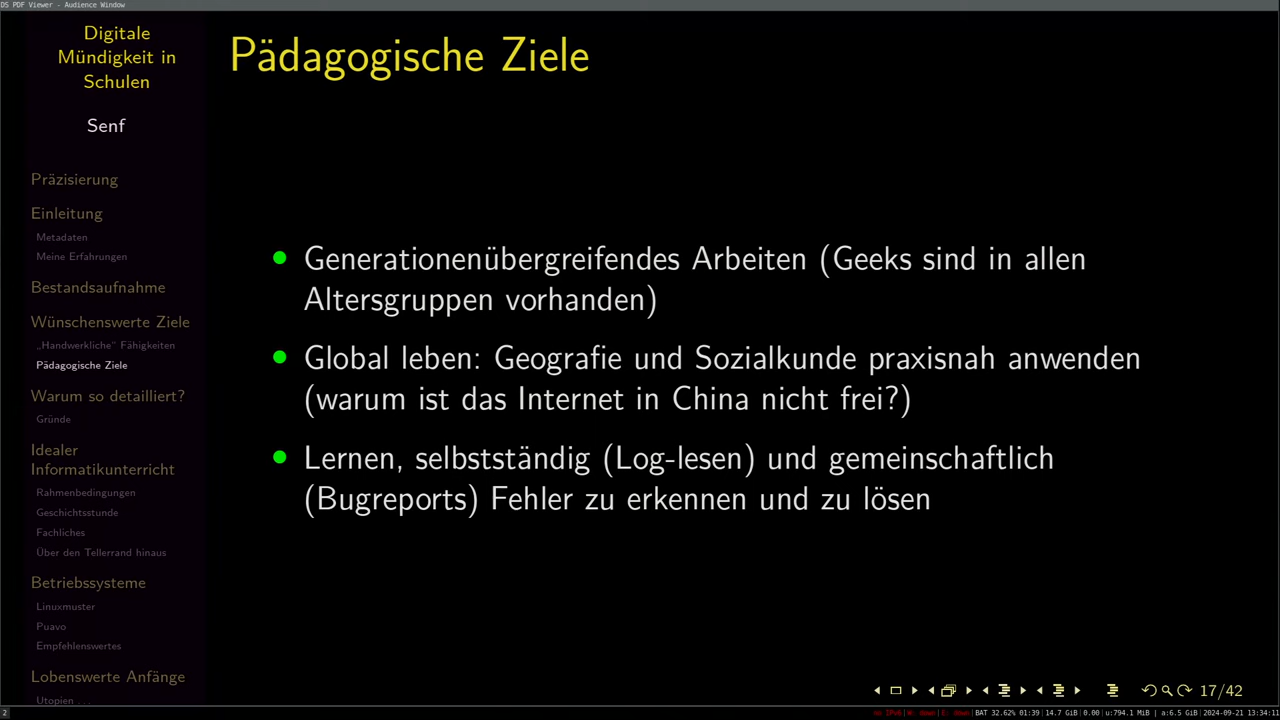 DS PDF Viewer - Audience Window
Digitale
Mündigkeit in
Schulen
Senf
Präzisierung
Einleitung
Metadaten
Meine Erfahrungen
Bestandsaufnahme
Wünschenswerte Ziele
„Handwerkliche“ Fähigkeiten
Pädagogische Ziele
Warum so detailliert?
Gründe
Idealer
Informatikunterricht
Rahmenbedingungen
Geschichtsstunde
Fachliches
Über den Tellerrand hinaus
Betriebssysteme
Linuxmuster
Puavo
Empfehlenswertes
Lobenswerte Anfänge
Utopien ...
Pädagogische Ziele
Generationenübergreifendes Arbeiten (Geeks sind in allen
Altersgruppen vorhanden)
Global leben: Geografie und Sozialkunde praxisnah anwenden
(warum ist das Internet in China nicht frei?)
Lernen, selbstständig (Log-lesen) und gemeinschaftlich
(Bugreports) Fehler zu erkennen und zu lösen
17/42
2
no IPv6|W: down|E: down|BAT 32.62% 01:39|14.7 GiB|0.00 |u:794.1 MiB | a:6.5 GiB|2024-09-21 13:34:11